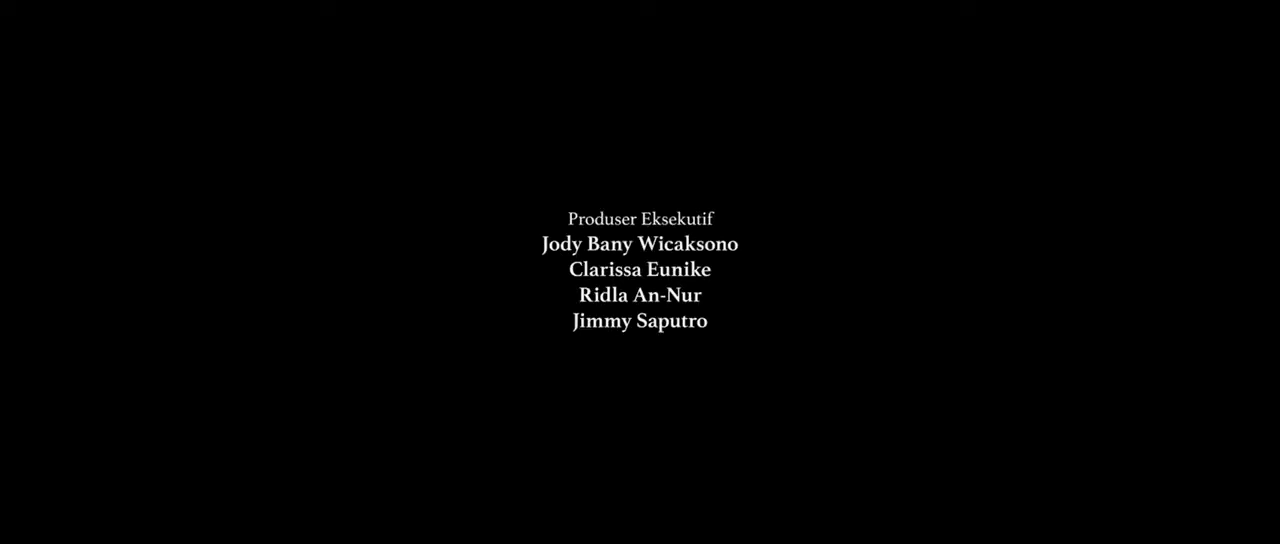 Produser Eksekutif
Jody Bany Wicaksono
Clarissa Eunike
Ridla An-Nur
Jimmy Saputro